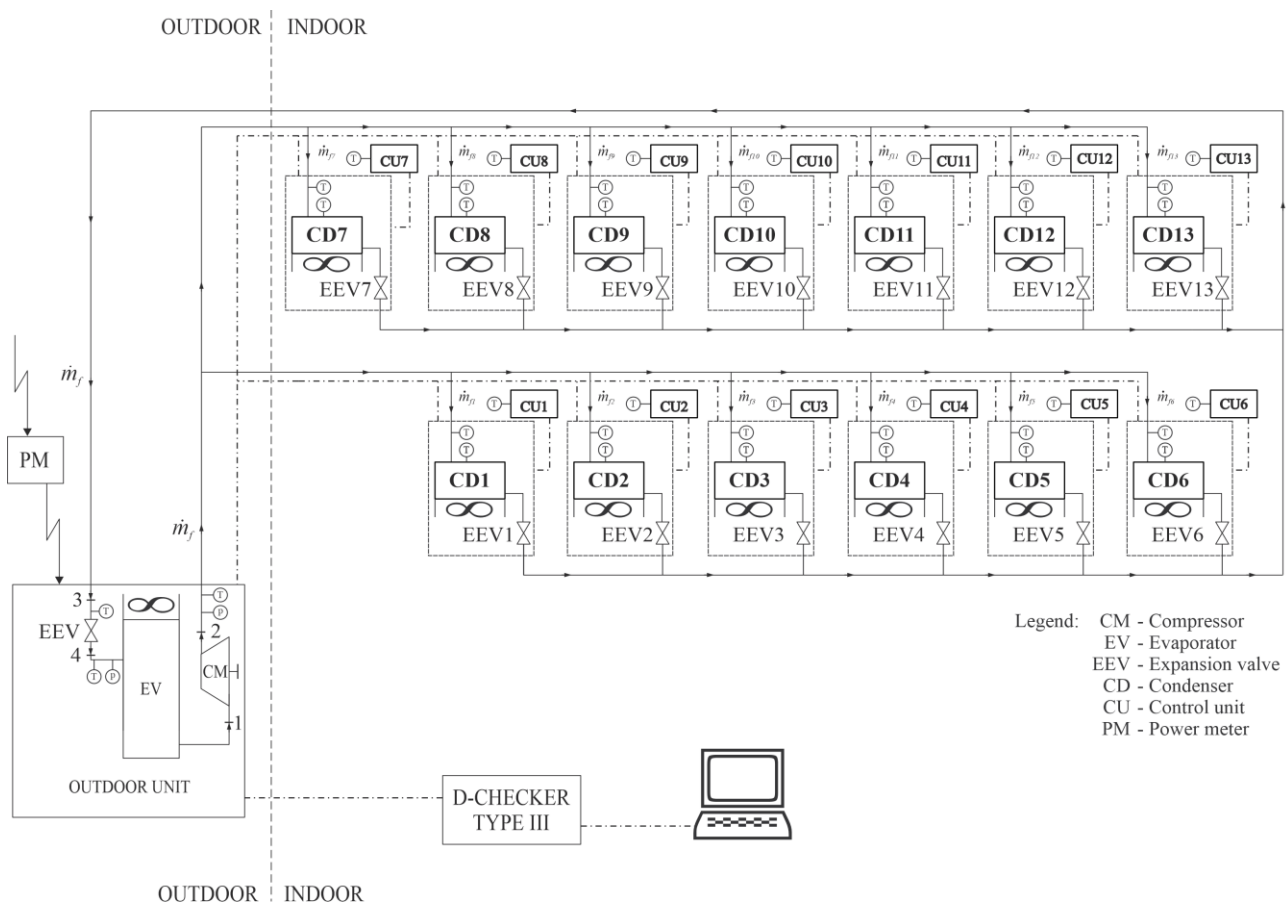 OUTDOOR INDOOR
ṁf7 T CU7 ṁf8 T CU8 ṁf9 T CU9 ṁf10 T CU10 ṁf11 T CU11 ṁf12 T CU12 ṁf13 T CU13
T T T T T T T
T T T T T T T
CD7 CD8 CD9 CD10 CD11 CD12 CD13
EEV7 EEV8 EEV9 EEV10 EEV11 EEV12 EEV13
ṁf
ṁf1 T CU1 ṁf2 T CU2 ṁf3 T CU3 ṁf4 T CU4 ṁf5 T CU5 ṁf6 T CU6
T T T T T T
T T T T T T
PM
CD1 CD2 CD3 CD4 CD5 CD6
ṁf
EEV1 EEV2 EEV3 EEV4 EEV5 EEV6
3 T
T P
EEV 2
4
T P
EV
CM
1
OUTDOOR UNIT
Legend: CM - Compressor
EV - Evaporator
EEV - Expansion valve
CD - Condenser
CU - Control unit
PM - Power meter
D-CHECKER
TYPE III
OUTDOOR INDOOR